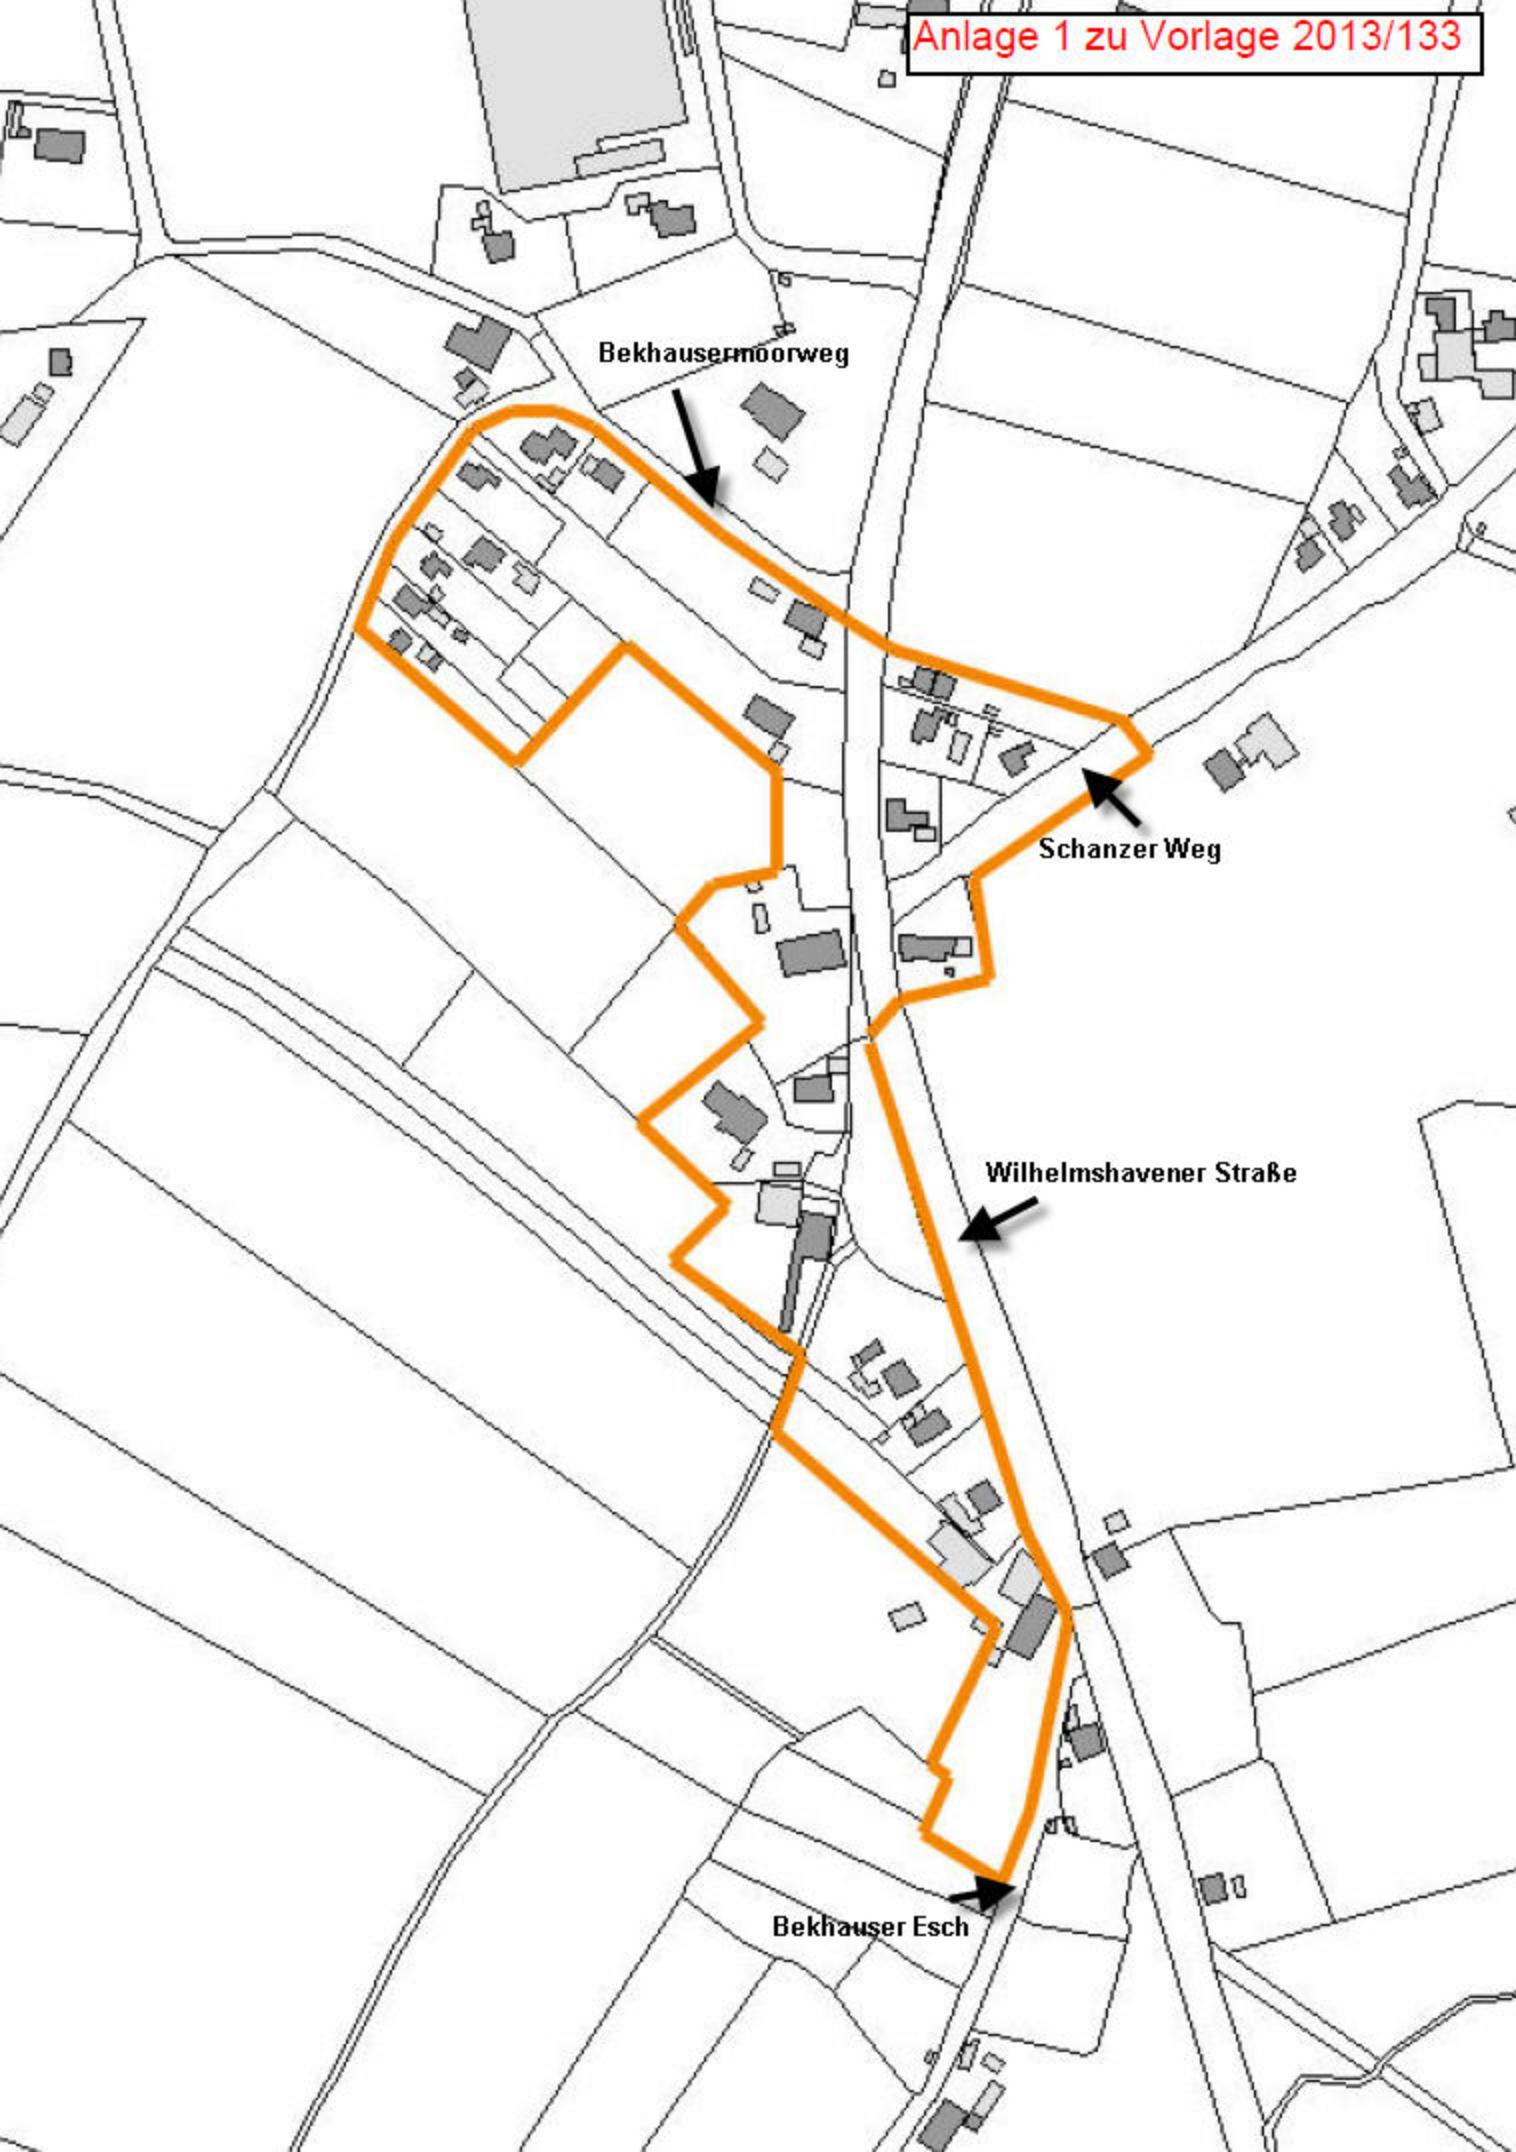 Anlage 1 zu Vorlage 2013/133
Bekhausermoorweg
Schanzer Weg
Wilhelmshavener Straße
Bekhauser Esch